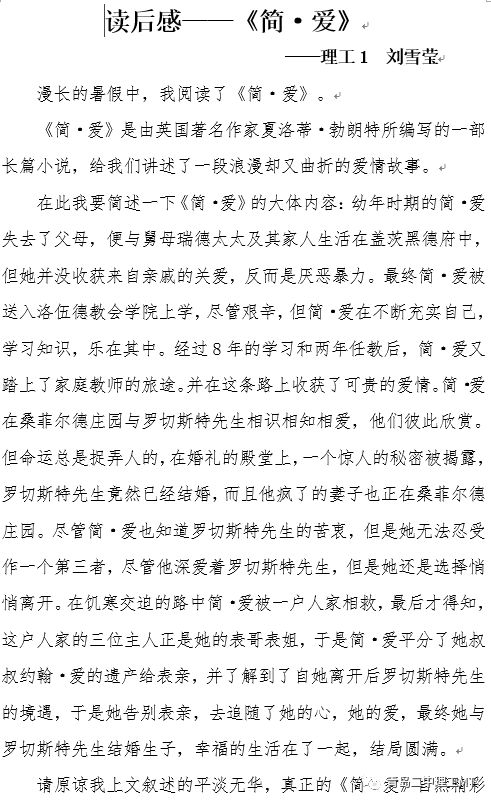 读后感——《简·爱》
——理工1 刘雪莹
漫长的暑假中，我阅读了《简·爱》。
《简·爱》是由英国著名作家夏洛蒂·勃朗特所编写的一部
长篇小说，给我们讲述了一段浪漫却又曲折的爱情故事。
在此我要简述一下《简·爱》的大体内容：幼年时期的简·爱
失去了父母，便与舅母瑞德太太及其家人生活在盖茨黑德府中，
但她并没收获来自亲戚的关爱，反而是厌恶暴力。最终简·爱被
送入洛伍德教会学院上学，尽管艰辛，但简·爱在不断充实自己，
学习知识，乐在其中。经过8年的学习和两年任教后，简·爱又
踏上了家庭教师的旅途。并在这条路上收获了可贵的爱情。简·爱
在桑菲尔德庄园与罗切斯特先生相识相知相爱，他们彼此欣赏。
但命运总是捉弄人的，在婚礼的殿堂上，一个惊人的秘密被揭露，
罗切斯特先生竟然已经结婚，而且他疯了的妻子也正在桑菲尔德
庄园。尽管简·爱也知道罗切斯特先生的苦衷，但是她无法忍受
作一个第三者，尽管他深爱着罗切斯特先生，但是她还是选择悄
悄离开。在饥寒交迫的路中简·爱被一户人家相救，最后才得知，
这户人家的三位主人正是她的表哥表姐，于是简·爱平分了她叔
叔约翰·爱的遗产给表亲，并了解到了自她离开后罗切斯特先生
的境遇，于是她告别表亲，去追随了她的心，她的爱，最终她与
罗切斯特先生结婚生子，幸福的生活在了一起，结局圆满。
请原谅我上文叙述的平淡无华，真正的《简·爱》